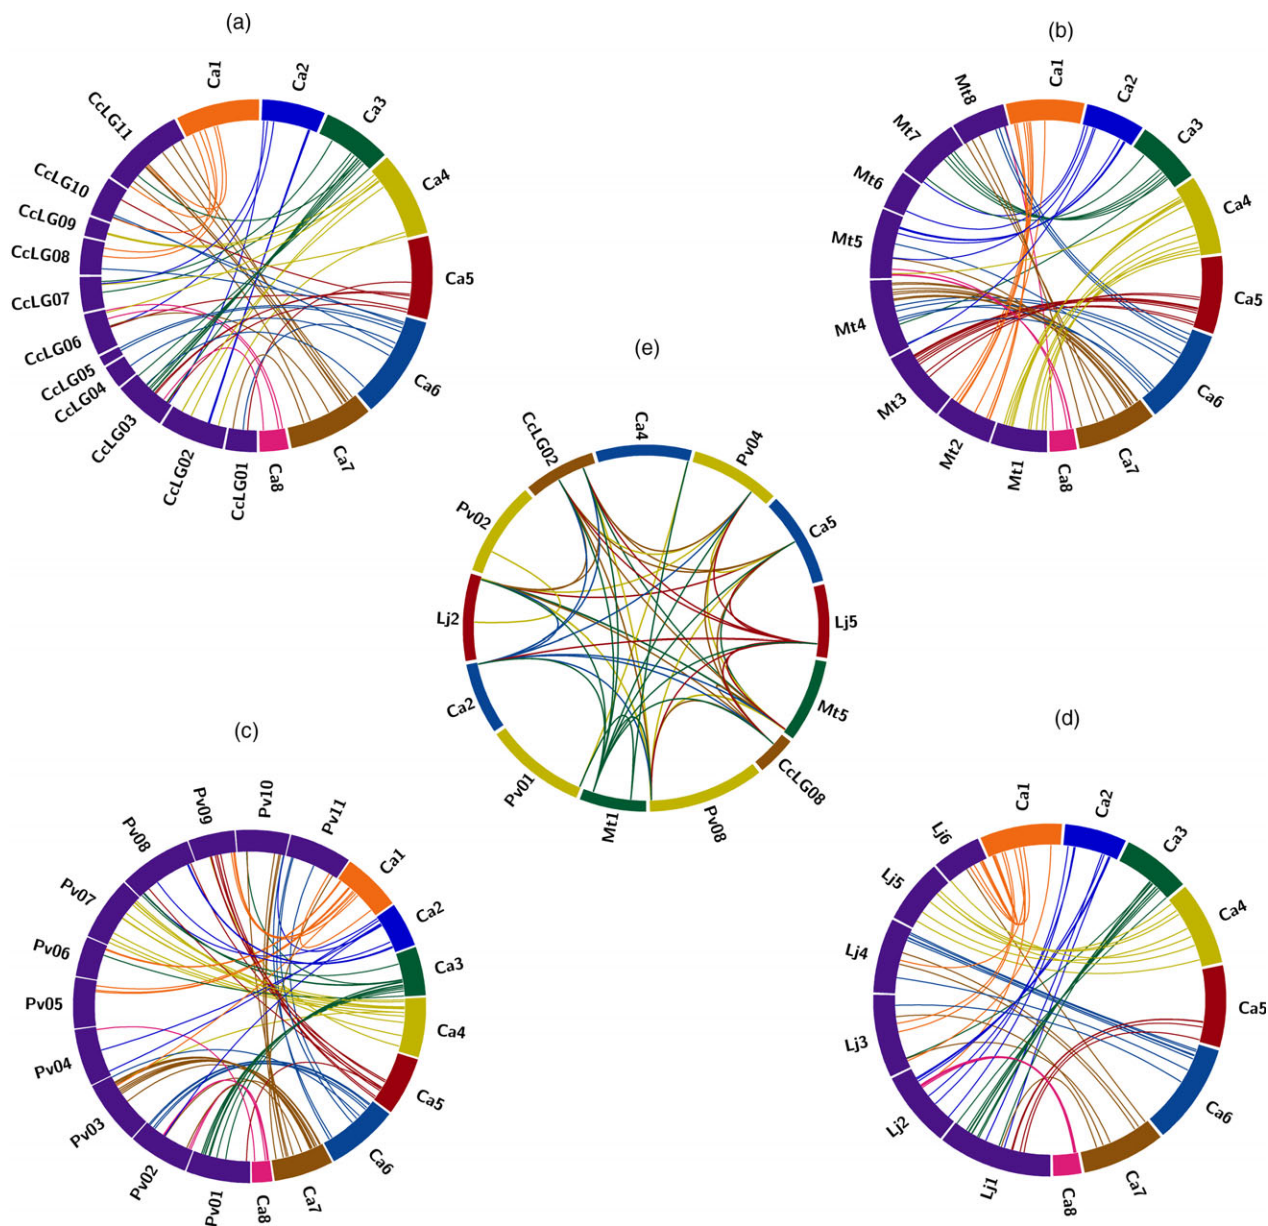 (a)
Ca1
Ca2
Ca3
Ca4
Ca5
Ca6
Ca7
Ca8
CcLG01
CcLG02
CcLG03
CcLG04
CcLG05
CcLG06
CcLG07
CcLG08
CcLG09
CcLG10
CcLG11
(b)
Ca1
Ca2
Ca3
Ca4
Ca5
Ca6
Ca7
Ca8
Mt1
Mt2
Mt3
Mt4
Mt5
Mt6
Mt7
Mt8
(e)
Ca4
Pv04
Ca5
Lj5
Mt5
CcLG08
Pv08
Mt1
Pv01
Ca2
Lj2
Pv02
CcLG02
(c)
Ca1
Ca2
Ca3
Ca4
Ca5
Ca6
Ca7
Ca8
Pv01
Pv02
Pv03
Pv04
Pv05
Pv06
Pv07
Pv08
Pv09
Pv10
Pv11
(d)
Ca1
Ca2
Ca3
Ca4
Ca5
Ca6
Ca7
Ca8
Lj1
Lj2
Lj3
Lj4
Lj5
Lj6